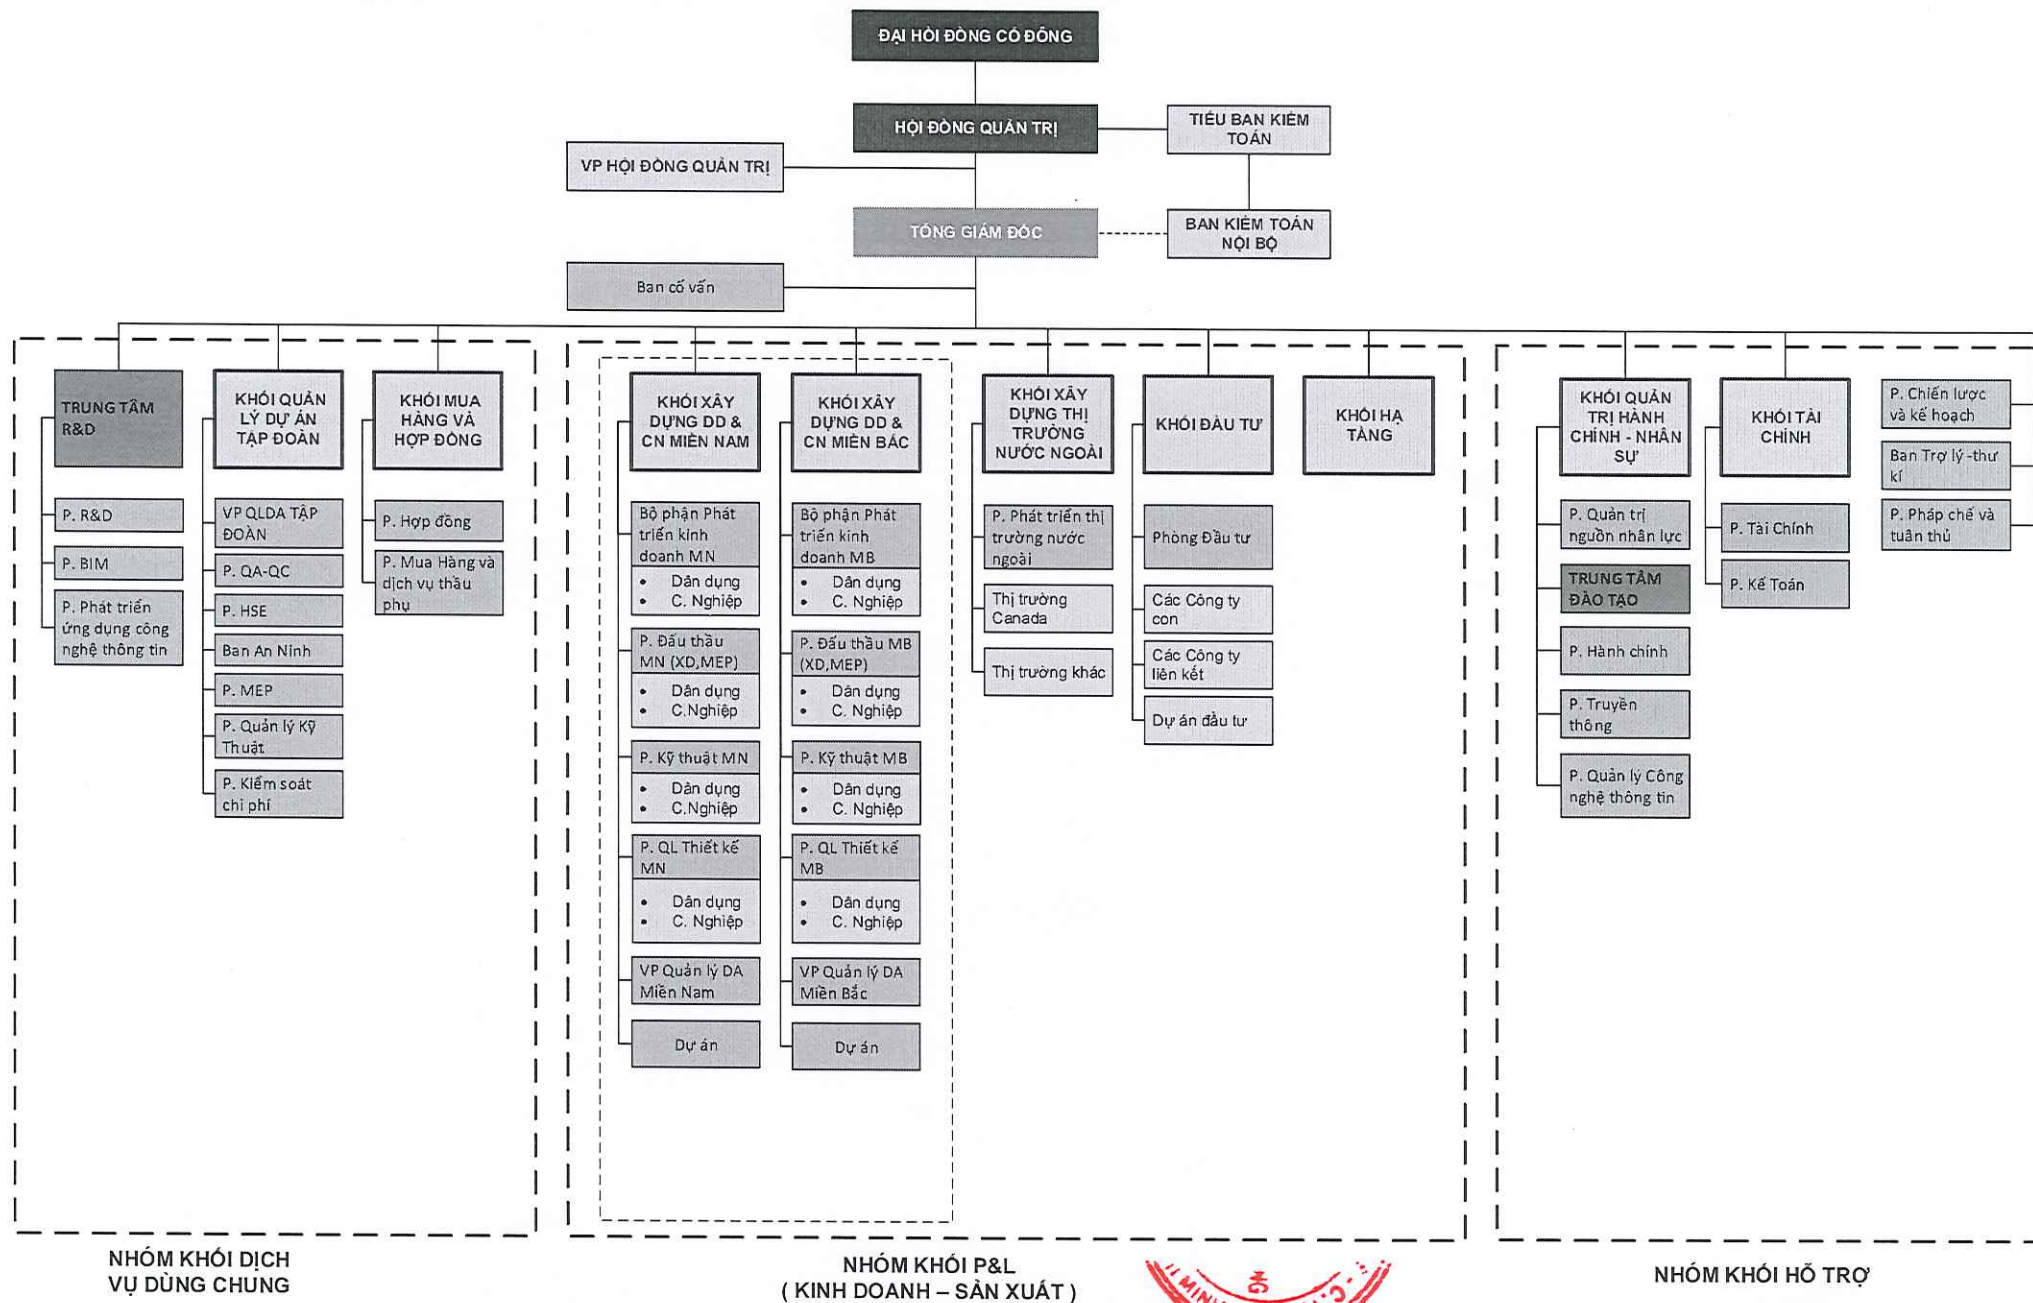 ĐẠI HỘI ĐỒNG CỔ ĐÔNG
HỘI ĐỒNG QUẢN TRỊ
TIỂU BAN KIỂM
TOÁN
VP HỘI ĐỒNG QUẢN TRỊ
TỔNG GIÁM ĐỐC
BAN KIỂM TOÁN
NỘI BỘ
Ban cố vấn
TRUNG TÂM
R&D
P. R&D
P. BIM
P. Phát triển
ứng dụng công
nghệ thông tin
KHỐI QUẢN
LÝ DỰ ÁN
TẬP ĐOÀN
VP QLDA TẬP
ĐOÀN
P. QA-QC
P. HSE
Ban An Ninh
P. MEP
P. Quản lý Kỹ
Thuật
P. Kiểm soát
chi phí
KHỐI MUA
HÀNG VÀ
HỢP ĐỒNG
P. Hợp đồng
P. Mua Hàng và
dịch vụ thầu
phụ
NHÓM KHỐI DỊCH
VỤ DÙNG CHUNG
KHỐI XÂY
DỰNG DD &
CN MIỀN NAM
Bộ phận Phát
triển kinh
doanh MN
• Dân dụng
• C. Nghiệp
P. Đấu thầu
MN (XD,MEP)
• Dân dụng
• C.Nghiệp
P. Kỹ thuật MN
• Dân dụng
• C.Nghiệp
P. QL Thiết kế
MN
• Dân dụng
• C. Nghiệp
VP Quản lý DA
Miền Nam
Dự án
KHỐI XÂY
DỰNG DD &
CN MIỀN BẮC
Bộ phận Phát
triển kinh
doanh MB
• Dân dụng
• C. Nghiệp
P. Đấu thầu MB
(XD,MEP)
• Dân dụng
• C. Nghiệp
P. Kỹ thuật MB
• Dân dụng
• C. Nghiệp
P. QL Thiết kế
MB
• Dân dụng
• C. Nghiệp
VP Quản lý DA
Miền Bắc
Dự án
KHỐI XÂY
DỰNG THỊ
TRƯỜNG
NƯỚC NGOÀI
P. Phát triển thị
trường nước
ngoài
Thị trường
Canada
Thị trường khác
KHỐI ĐẦU TƯ
Phòng Đầu tư
Các Công ty
con
Các Công ty
liên kết
Dự án đầu tư
KHỐI HẠ
TẦNG
NHÓM KHỐI P&L
( KINH DOANH – SẢN XUẤT )
KHỐI QUẢN
TRỊ HÀNH
CHÍNH - NHÂN
SỰ
P. Quản trị
nguồn nhân lực
TRUNG TÂM
ĐÀO TẠO
P. Hành chính
P. Truyền
thông
P. Quản lý Công
nghệ thông tin
KHỐI TÀI
CHÍNH
P. Tài Chính
P. Kế Toán
P. Chiến lược
và kế hoạch
Ban Trợ lý -thư
kí
P. Pháp chế và
tuân thủ
NHÓM KHỐI HỖ TRỢ